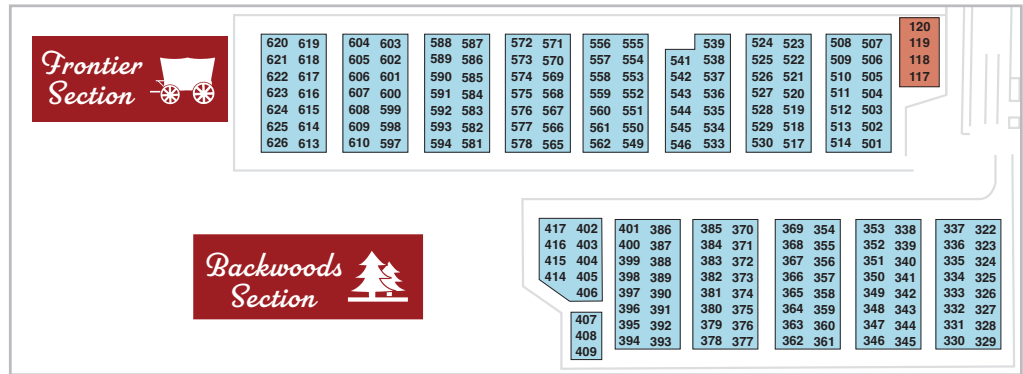 Frontier
Section
620 619 604 603 588 587 572 571 556 555 539 524 523 508 507 120
621 618 605 602 589 586 573 570 557 554 541 538 525 522 509 506 119
622 617 606 601 590 585 574 569 558 553 542 537 526 521 510 505 118
623 616 607 600 591 584 575 568 559 552 543 536 527 520 511 504 117
624 615 608 599 592 583 576 567 560 551 544 535 528 519 512 503
625 614 609 598 593 582 577 566 561 550 545 534 529 518 513 502
626 613 610 597 594 581 578 565 562 549 546 533 530 517 514 501
Backwoods
Section
417 402 401 386 385 370 369 354 353 338 337 322
416 403 400 387 384 371 368 355 352 339 336 323
415 404 399 388 383 372 367 356 351 340 335 324
414 405 398 389 382 373 366 357 350 341 334 325
406 397 390 381 374 365 358 349 342 333 326
407 396 391 380 375 364 359 348 343 332 327
408 395 392 379 376 363 360 347 344 331 328
409 394 393 378 377 362 361 346 345 330 329